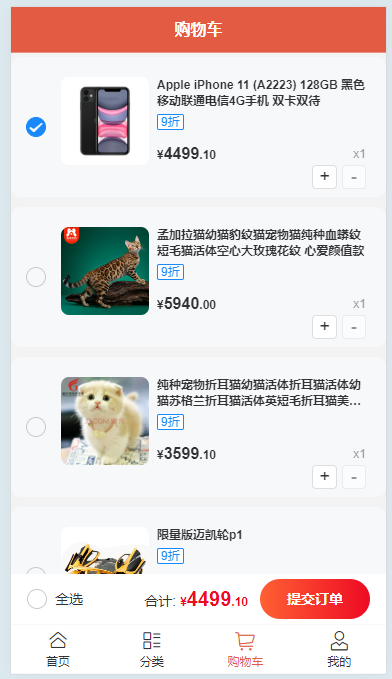 购物车
Apple iPhone 11 (A2223) 128GB 黑色
移动联通电信4G手机 双卡双待
9折
¥4499.10
x1
+ -
孟加拉猫幼猫豹纹猫宠物猫纯种血蟒纹
短毛猫活体空心大玫瑰花纹 心爱颜值款
9折
¥5940.00
x1
+ -
纯种宠物折耳猫幼猫活体折耳猫活体幼
猫苏格兰折耳猫活体英短毛折耳猫美...
9折
¥3599.10
x1
+ -
限星版迈凯轮p1
9折
全选
合计: ¥4499.10
提交订单
首页
分类
购物车
我的